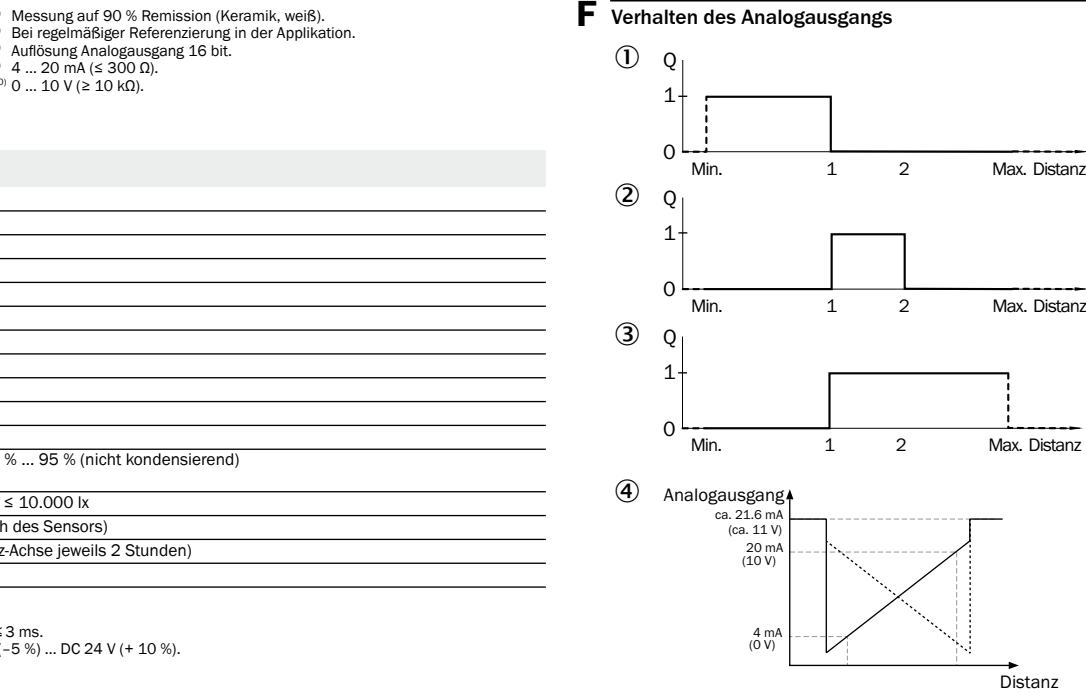 Messung auf 90 % Remission (Keramik, weiß).
Bei regelmäßiger Referenzierung in der Applikation.
Auflösung Analogausgang 16 bit.
4 ... 20 mA (≤ 300 Ω).
0 ... 10 V (≥ 10 kΩ).
% ... 95 % (nicht kondensierend)
≤ 10.000 lx
h des Sensors)
z-Achse jeweils 2 Stunden)
≤ 3 ms.
(–5 %) ... DC 24 V (+ 10 %).
F Verhalten des Analogausgangs
①
Q
1
0
Min. 1 2 Max. Distanz
②
Q
1
0
Min. 1 2 Max. Distanz
③
Q
1
0
Min. 1 2 Max. Distanz
④
Analogausgang
ca. 21.6 mA
(ca. 11 V)
20 mA
(10 V)
4 mA
(0 V)
Distanz